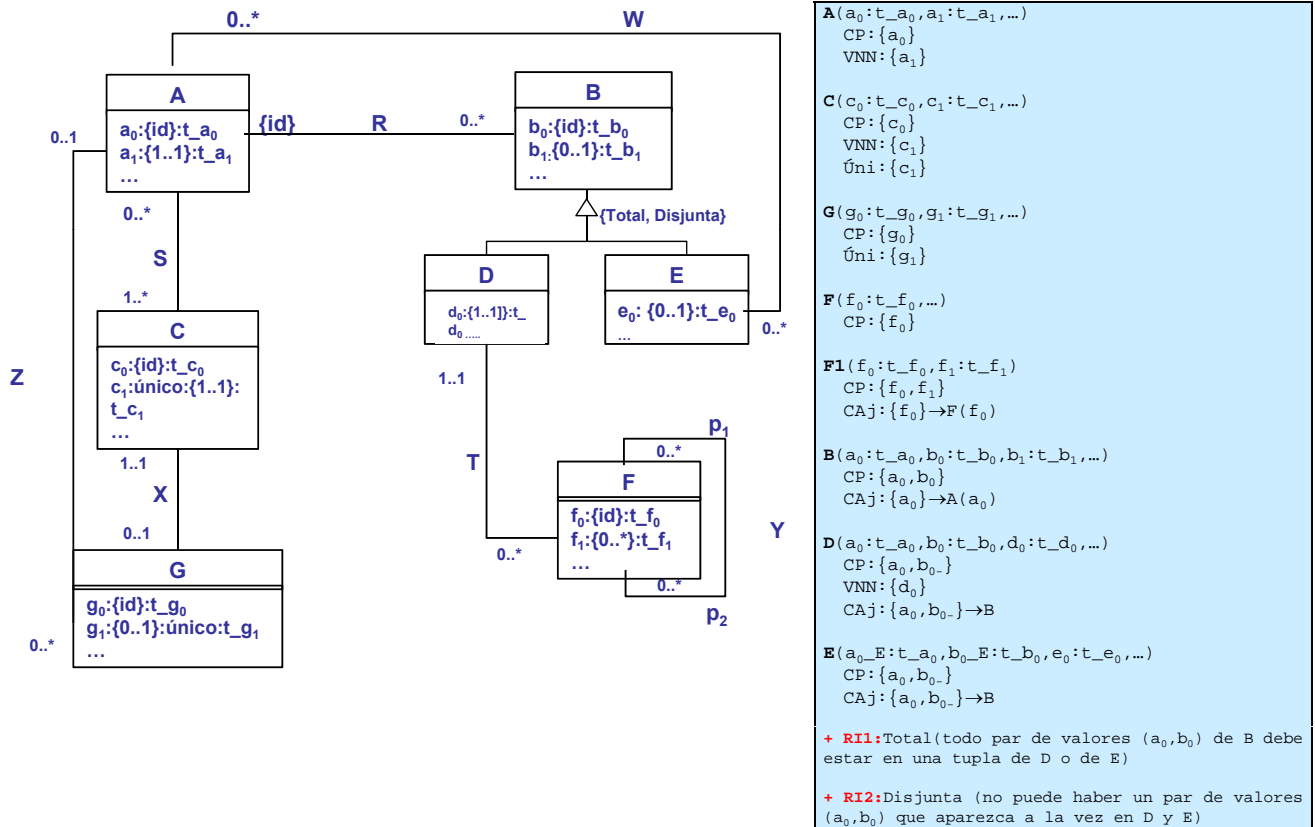 0..*
W
A
a₀:{id}:t_a₀
a₁:{1..1}:t_a₁
…
0..1
{id}
R
0..*
B
b₀:{id}:t_b₀
b₁:{0..1}:t_b₁
…
{Total, Disjunta}
0..*
S
1..*
D
d₀:{1..1]}:t_
d₀ .....
E
e₀: {0..1}:t_e₀
…
0..*
C
c₀:{id}:t_c₀
c₁:único:{1..1}:
t_c₁
…
Z
1..1
X
0..1
1..1
T
0..*
p₁
0..*
F
f₀:{id}:t_f₀
f₁:{0..*}:t_f₁
…
0..*
Y
p₂
G
g₀:{id}:t_g₀
g₁:{0..1}:único:t_g₁
…
0..*
A(a₀:t_a₀,a₁:t_a₁,…)
CP:{a₀}
VNN:{a₁}
C(c₀:t_c₀,c₁:t_c₁,…)
CP:{c₀}
VNN:{c₁}
Úni:{c₁}
G(g₀:t_g₀,g₁:t_g₁,…)
CP:{g₀}
Úni:{g₁}
F(f₀:t_f₀,…)
CP:{f₀}
F1(f₀:t_f₀,f₁:t_f₁)
CP:{f₀,f₁}
CAj:{f₀}→F(f₀)
B(a₀:t_a₀,b₀:t_b₀,b₁:t_b₁,…)
CP:{a₀,b₀}
CAj:{a₀}→A(a₀)
D(a₀:t_a₀,b₀:t_b₀,d₀:t_d₀,…)
CP:{a₀,b₀₋}
VNN:{d₀}
CAj:{a₀,b₀₋}→B
E(a₀_E:t_a₀,b₀_E:t_b₀,e₀:t_e₀,…)
CP:{a₀,b₀₋}
CAj:{a₀,b₀₋}→B
+ RI1:Total(todo par de valores (a₀,b₀) de B debe
estar en una tupla de D o de E)
+ RI2:Disjunta (no puede haber un par de valores
(a₀,b₀) que aparezca a la vez en D y E)